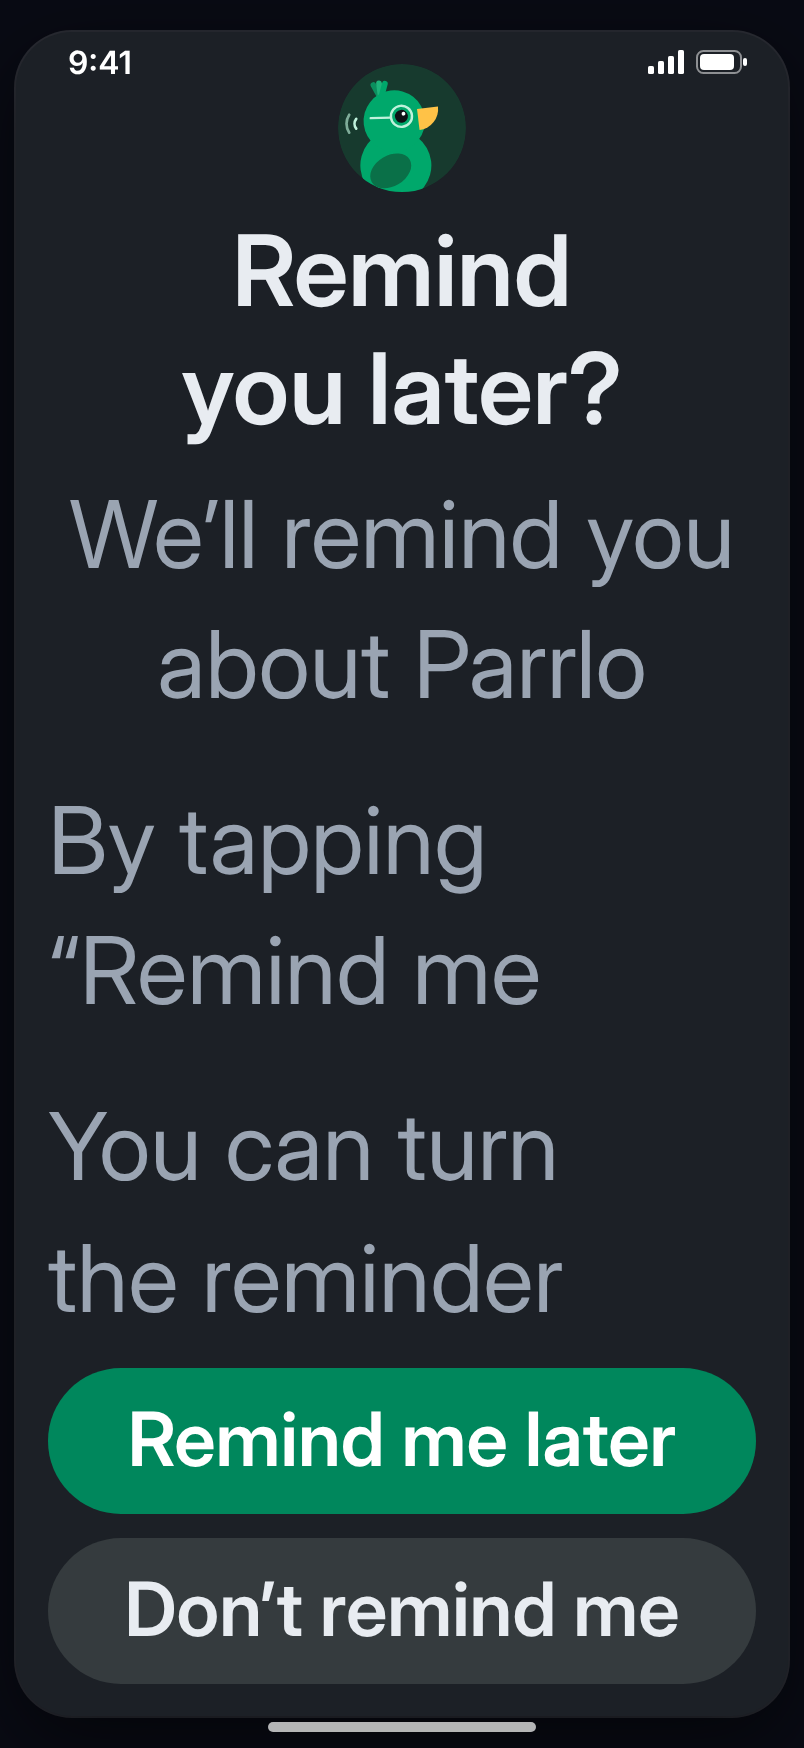 9:41
Remind
you later?
We’ll remind you
about Parrlo
By tapping
“Remind me
You can turn
the reminder
Remind me later
Don’t remind me